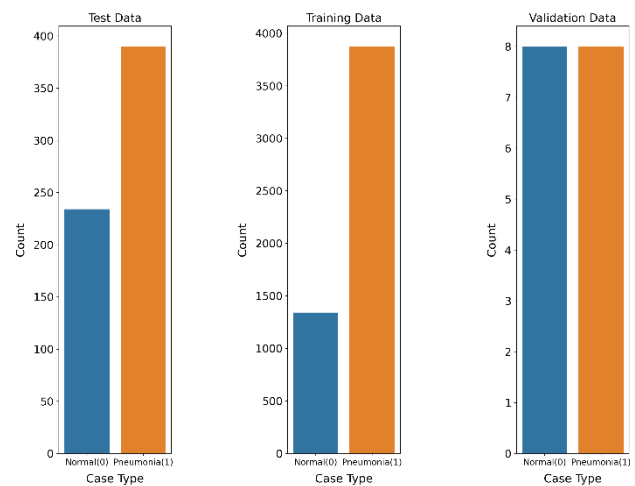 Test Data
400
350
300
250
200
150
100
50
0
Count
Normal(0) Pneumonia(1)
Case Type
Training Data
4000
3500
3000
2500
2000
1500
1000
500
0
Count
Normal(0) Pneumonia(1)
Case Type
Validation Data
8
7
6
5
4
3
2
1
0
Count
Normal(0) Pneumonia(1)
Case Type